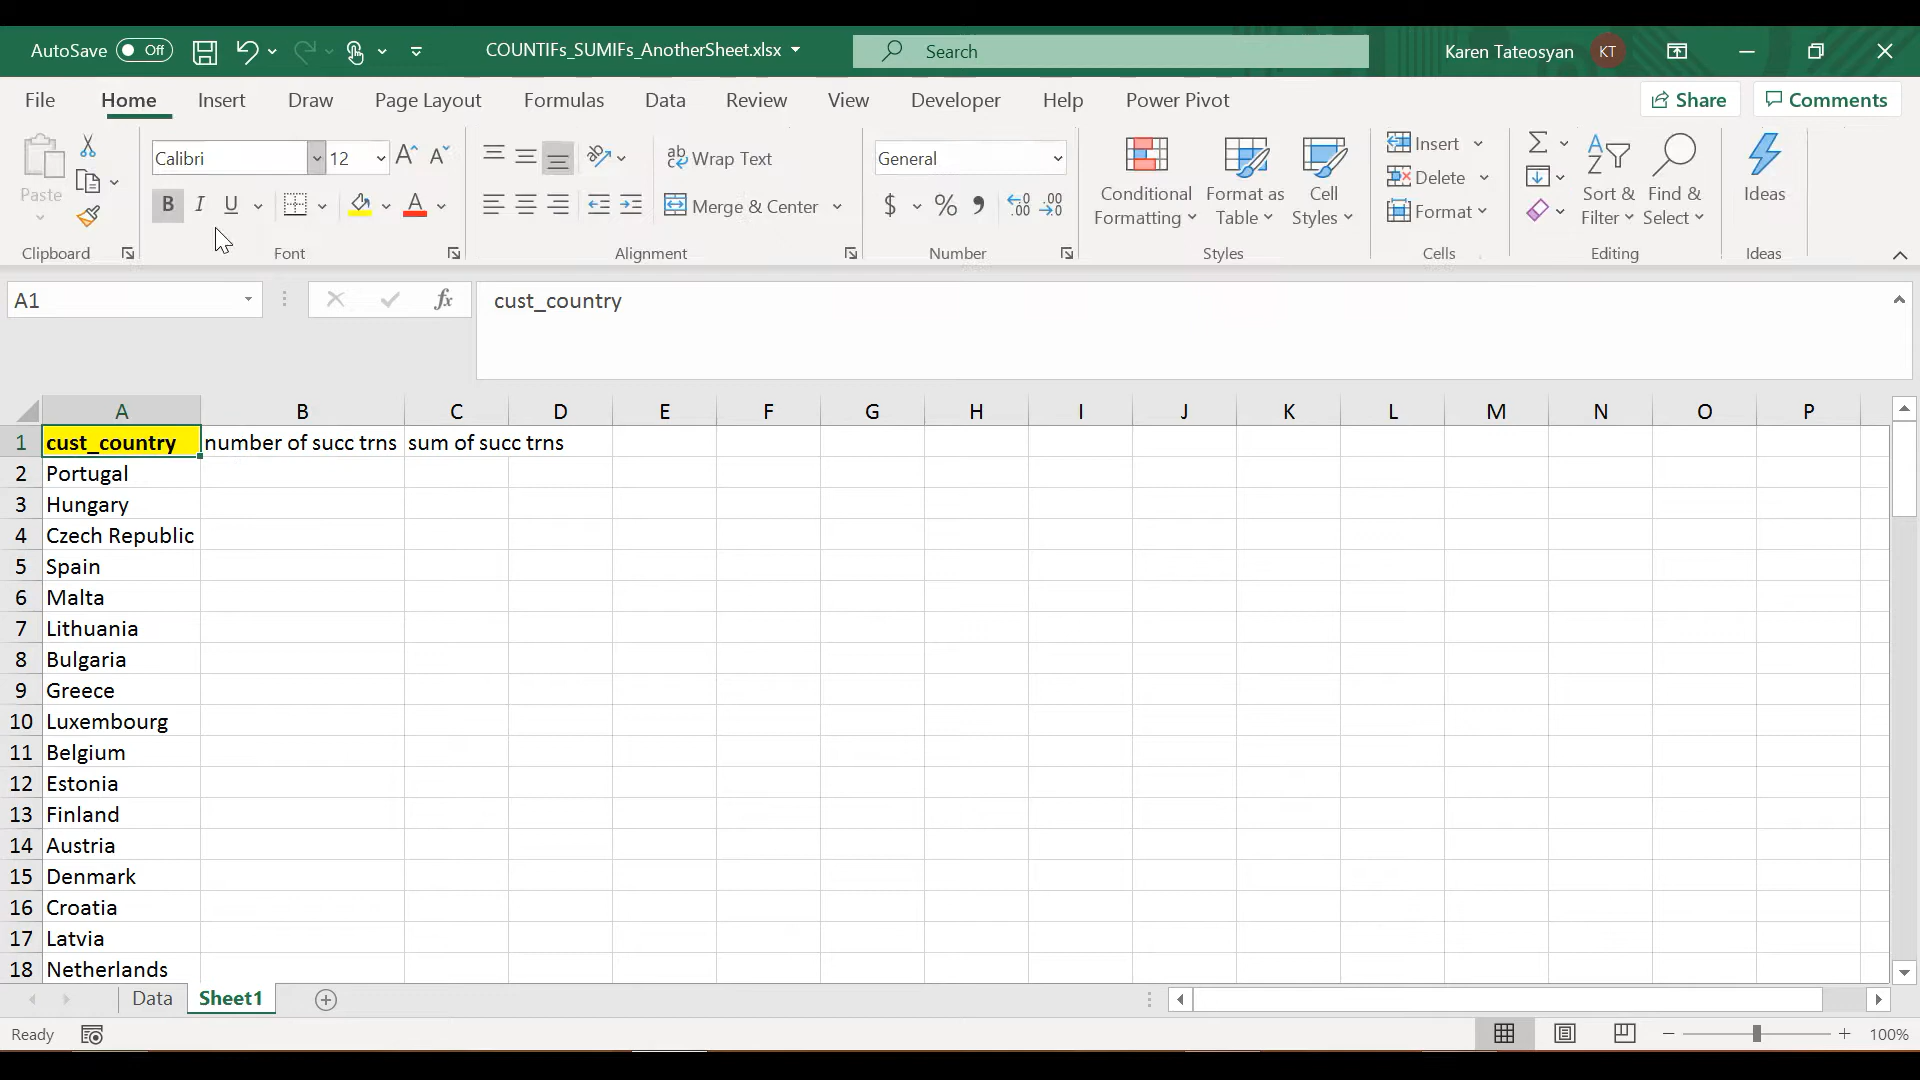 AutoSave Off COUNTIFs_SUMIFs_AnotherSheet.xlsx Search Karen Tateosyan KT
File Home Insert Draw Page Layout Formulas Data Review View Developer Help Power Pivot Share Comments
Paste
Clipboard
Calibri 12
B I U A
Font
ab Wrap Text
Merge & Center
Alignment
General
$ % 9
Number
Conditional Formatting
Format as Table
Cell Styles
Styles
Insert
Delete
Format
Cells
Sort & Filter
Find & Select
Editing
Ideas
Ideas
A1 fx cust_country
A B C D E F G H I J K L M N O P
1 cust_country number of succ trns sum of succ trns
2 Portugal
3 Hungary
4 Czech Republic
5 Spain
6 Malta
7 Lithuania
8 Bulgaria
9 Greece
10 Luxembourg
11 Belgium
12 Estonia
13 Finland
14 Austria
15 Denmark
16 Croatia
17 Latvia
18 Netherlands
Data Sheet1
Ready 100%